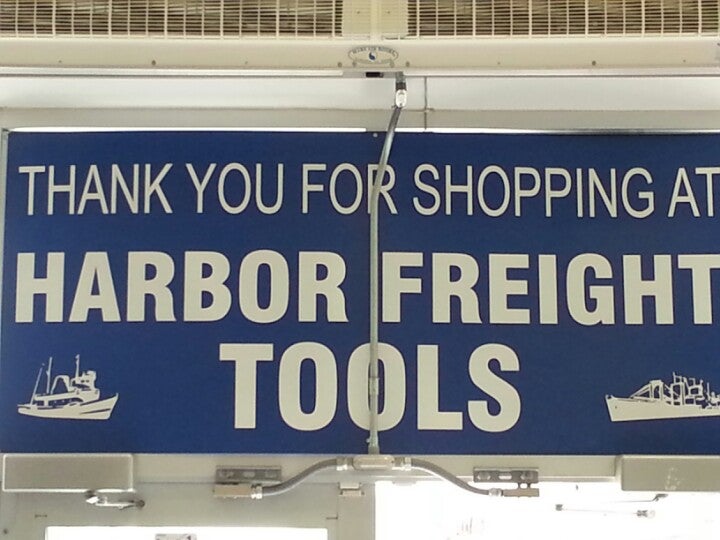 THANK YOU FOR SHOPPING AT
HARBOR FREIGHT
TOOLS